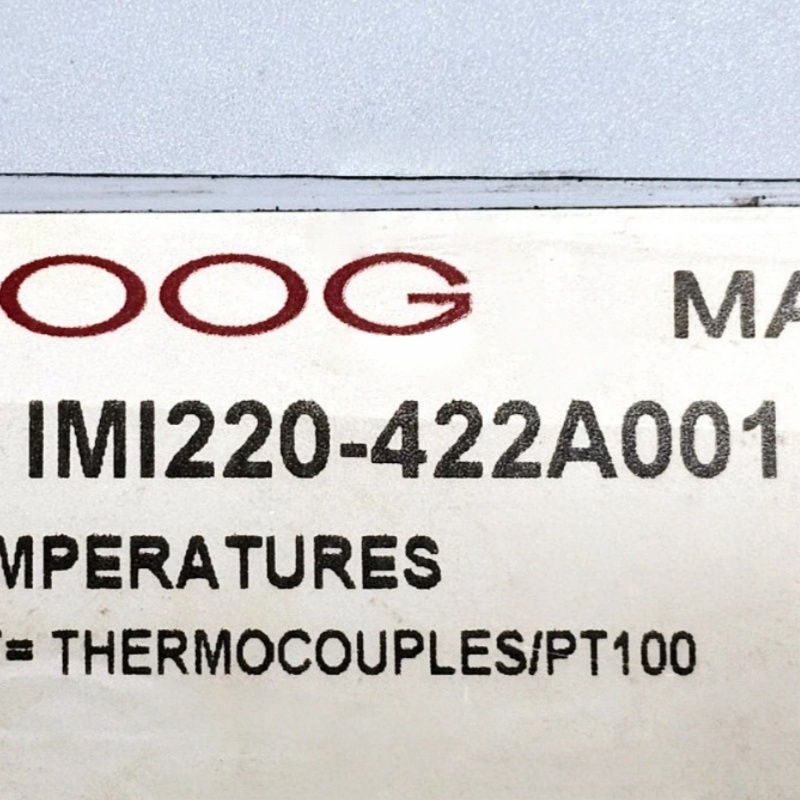 OOG MA
IMI220-422A001
MPERATURES
= THERMOCOUPLES/PT100